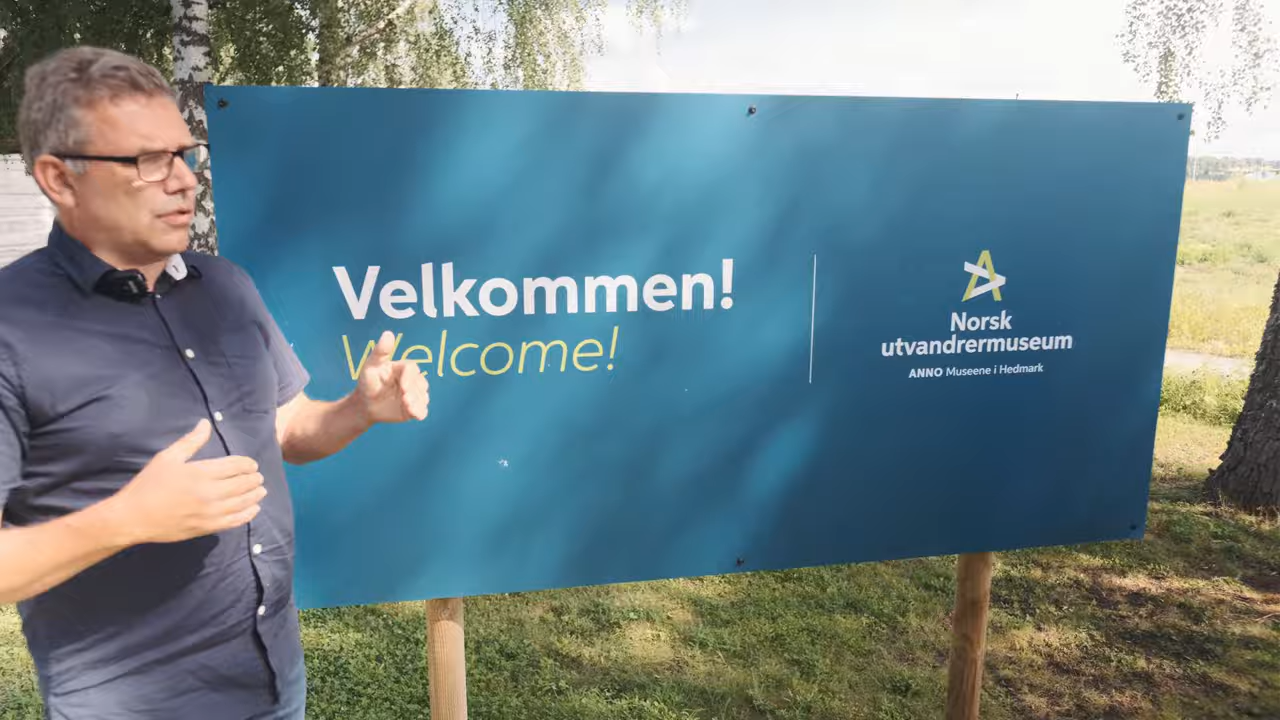 Velkommen!
Welcome!
Norsk
utvandrermuseum
ANNO Museene i Hedmark